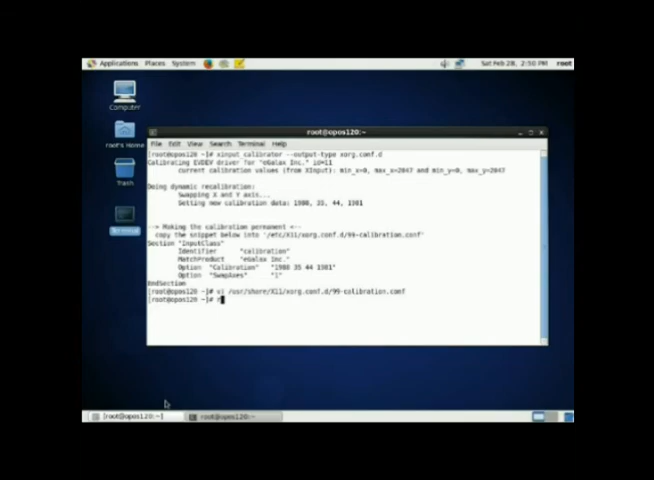 Applications Places System
Sat Feb 28, 2:50 PM root
Computer
root's Home
Trash
Terminal
root@opos120:~
File Edit View Search Terminal Help
[root@opos120 ~]# xinput_calibrator --output-type xorg.conf.d
Calibrating EVDEV driver for "eGalax Inc." id=11
current calibration values (from XInput): min_x=0, max_x=2047 and min_y=0, max_y=2047
Doing dynamic recalibration:
Swapping X and Y axis...
Setting new calibration data: 1988, 35, 44, 1981
--> Making the calibration permanent <--
copy the snippet below into '/etc/X11/xorg.conf.d/99-calibration.conf'
Section "InputClass"
Identifier "calibration"
MatchProduct "eGalax Inc."
Option "Calibration" "1988 35 44 1981"
Option "SwapAxes" "1"
EndSection
[root@opos120 ~]# vi /usr/share/X11/xorg.conf.d/99-calibration.conf
[root@opos120 ~]#
[root@opos120:~]
root@opos120:~